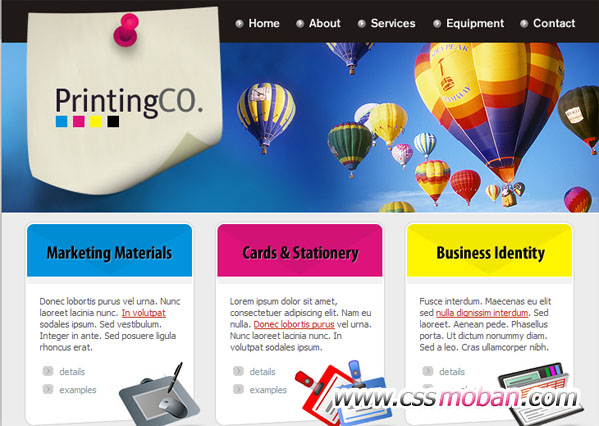 Home
About
Services
Equipment
Contact
PrintingCO.
Marketing Materials
Donec lobortis purus vel urna. Nunc
laoreet lacinia nunc. In volutpat
sodales ipsum. Sed vestibulum.
Integer in ante. Sed posuere ligula
rhoncus erat.
details
examples
Cards & Stationery
Lorem ipsum dolor sit amet,
consectetuer adipiscing elit. Nam eu
nulla. Donec lobortis purus vel urna.
Nunc laoreet lacinia nunc. In
volutpat sodales ipsum.
details
examples
Business Identity
Fusce interdum. Maecenas eu elit
sed nulla dignissim interdum. Sed
laoreet. Aenean pede. Phasellus
porta. Ut dictum nonummy diam.
Sed a leo. Cras ullamcorper nibh.
details
www.cssmoban.com